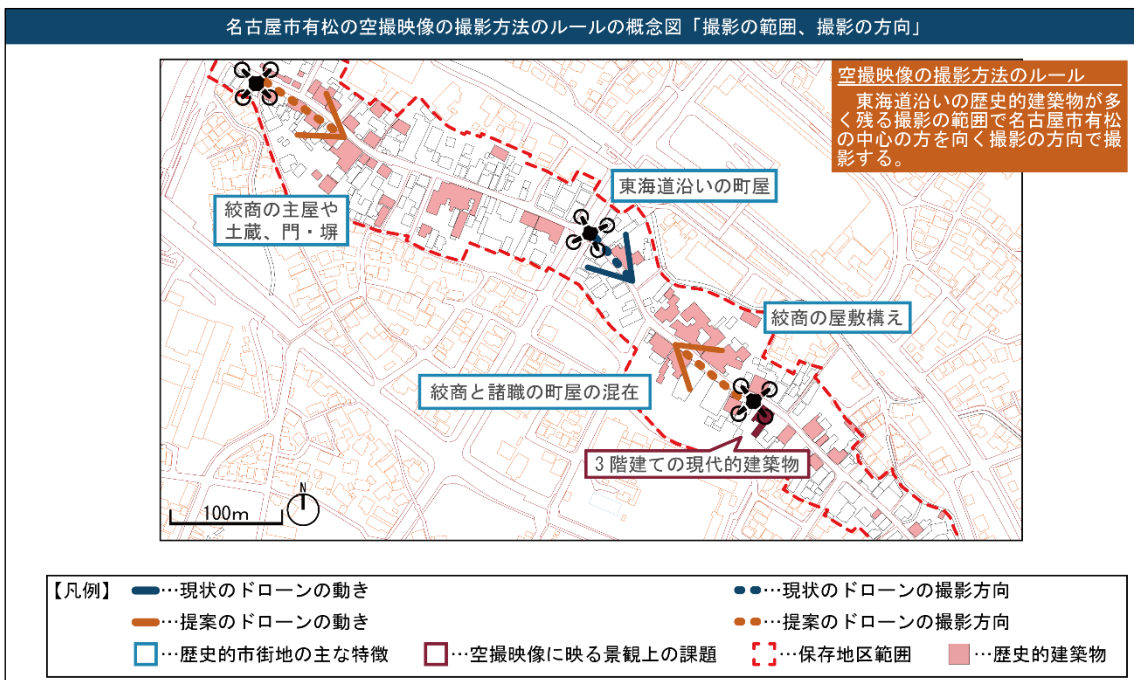 名古屋市有松の空撮映像の撮影方法のルールの概念図「撮影の範囲、撮影の方向」
空撮映像の撮影方法のルール
東海道沿いの歴史的建築物が多
く残る撮影の範囲で名古屋市有松
の中心の方を向く撮影の方向で撮
影する。
東海道沿いの町屋
絞商の主屋や
土蔵、門・塀
絞商の屋敷構え
絞商と諸職の町屋の混在
3階建ての現代的建築物
N
100m
【凡例】
…現状のドローンの動き
…現状のドローンの撮影方向
…提案のドローンの動き
…提案のドローンの撮影方向
…歴史的市街地の主な特徴
…空撮映像に映る景観上の課題
…保存地区範囲
…歴史的建築物